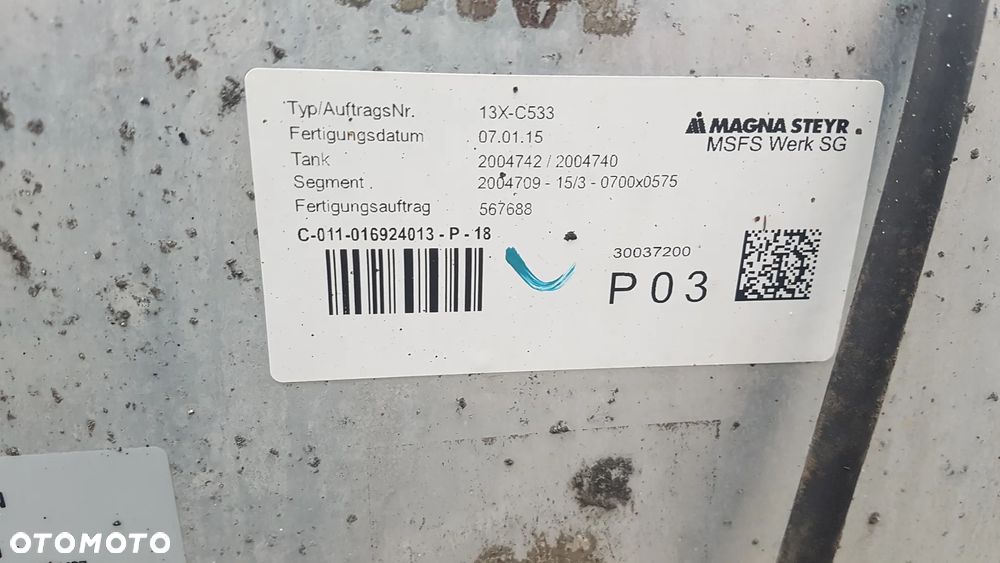 Typ/AuftragsNr. 13X-C533
Fertigungsdatum 07.01.15
Tank 2004742 / 2004740
Segment 2004709 - 15/3 - 0700x0575
Fertigungsauftrag 567688
C-011-016924013 - P - 18
MAGNA STEYR
MSFS Werk SG
30037200
P03
OTOMOTO